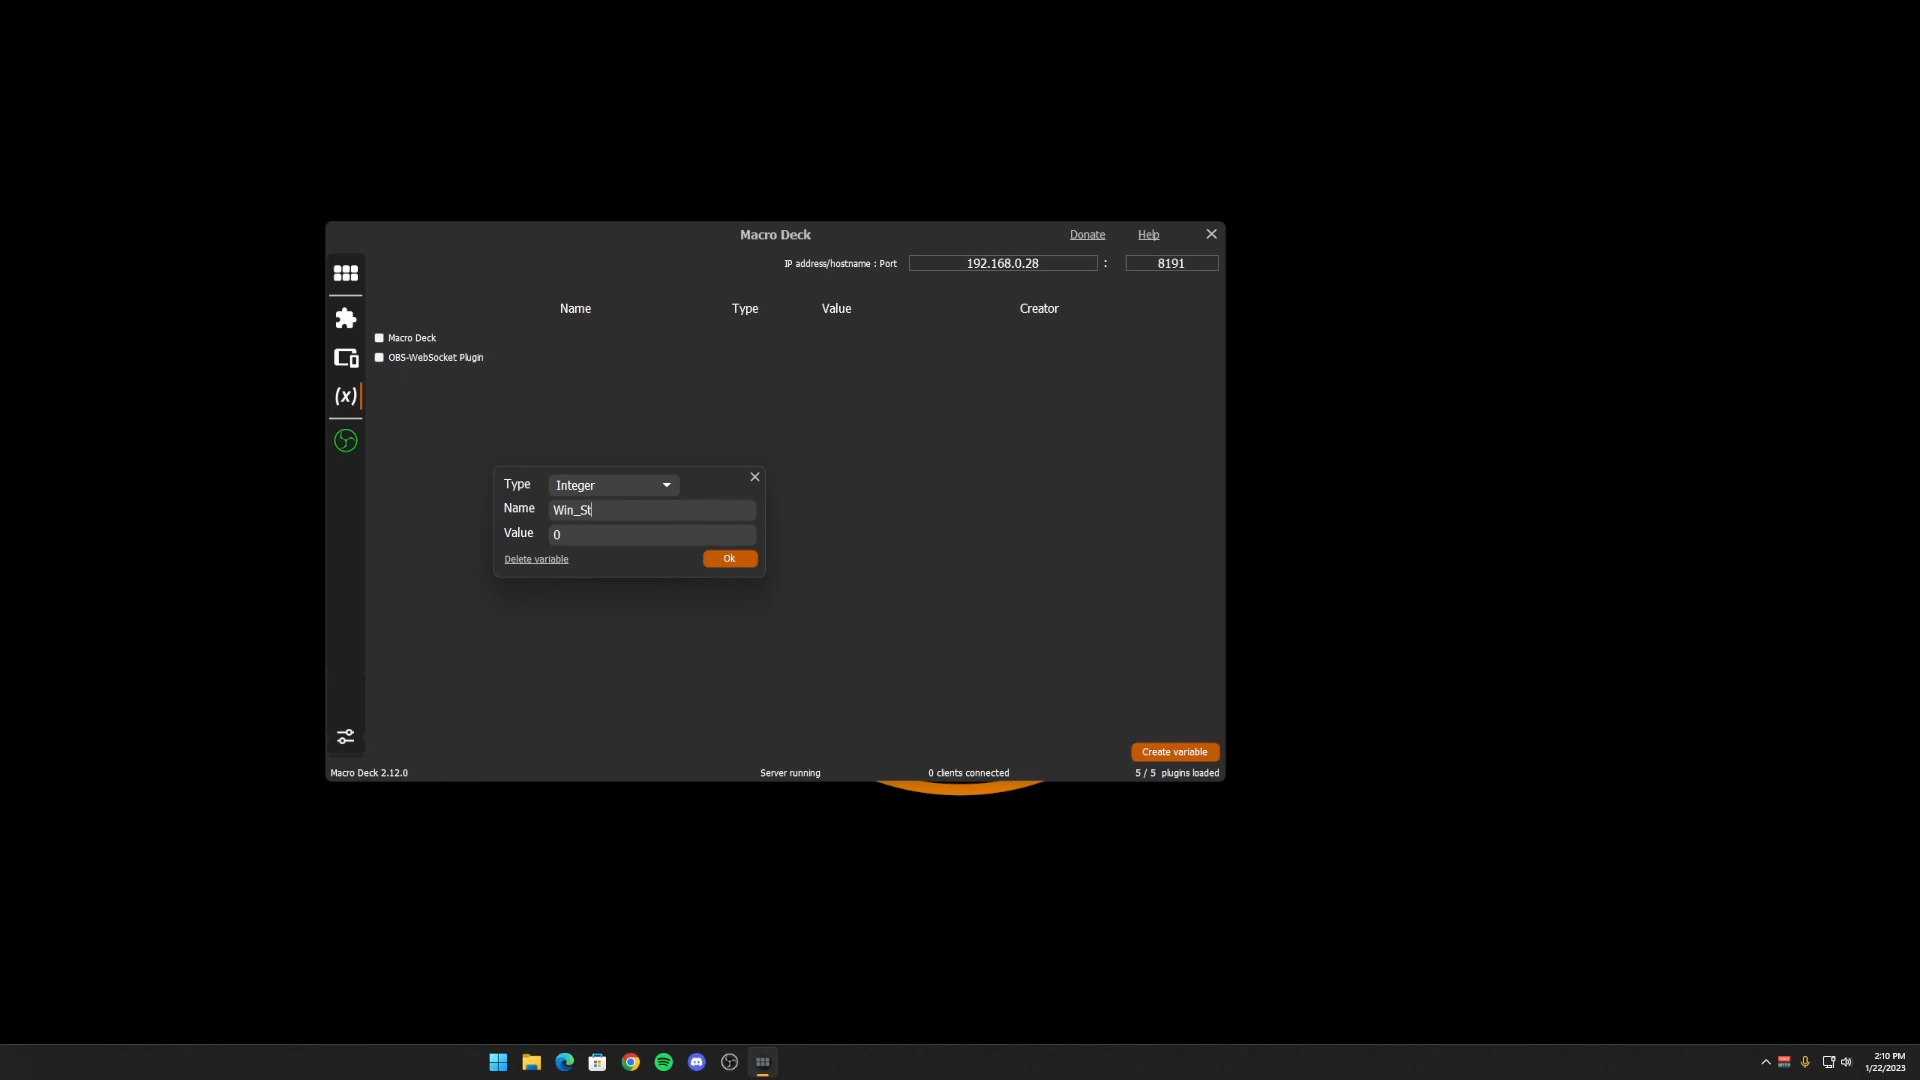 Macro Deck
Donate
Help
IP address/hostname : Port
192.168.0.28
:
8191
Name
Type
Value
Creator
Macro Deck
OBS-WebSocket Plugin
(x)
Type
Integer
Name
Win_St
Value
0
Delete variable
Ok
Create variable
Macro Deck 2.12.0
Server running
0 clients connected
5 / 5 plugins loaded
2:10 PM
1/22/2023